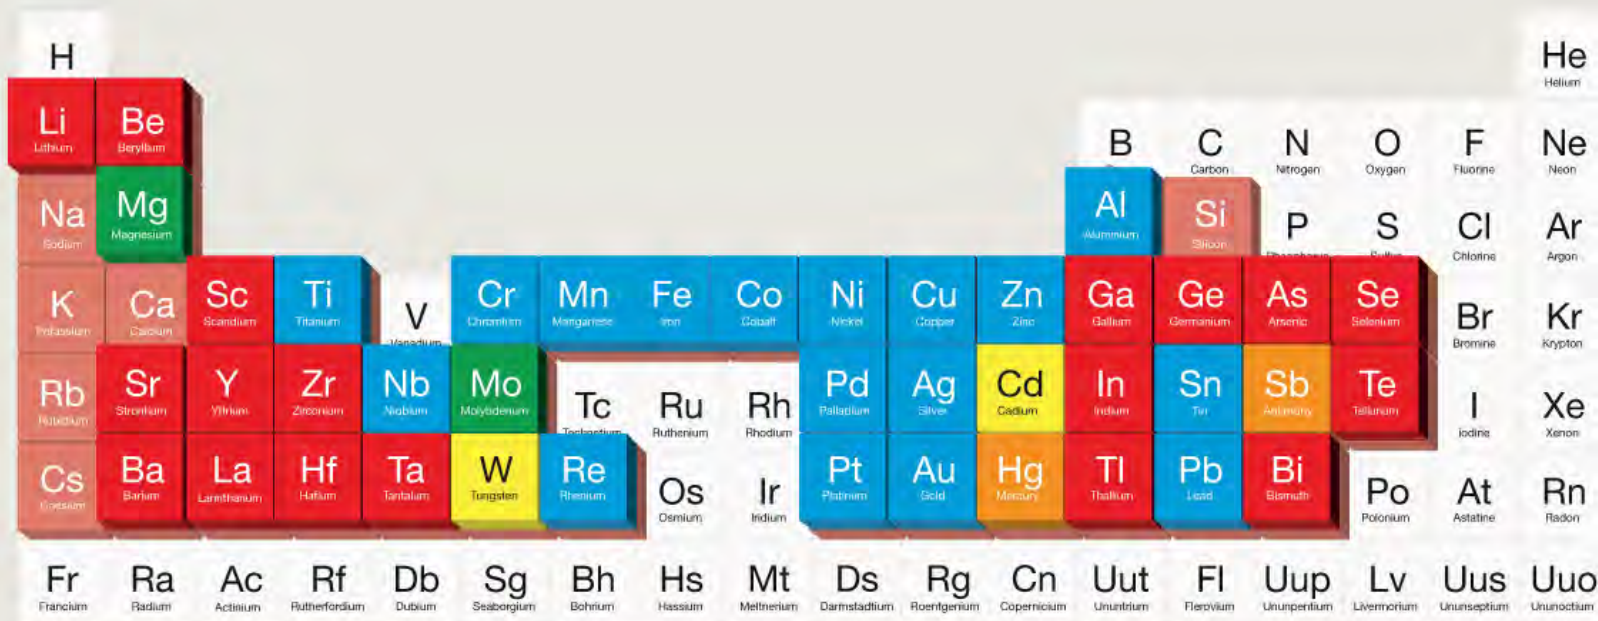 H He
Helium
Li Be B C N O F Ne
Lithium Beryllium Carbon Nitrogen Oxygen Fluorine Neon
Na Mg Al Si P S Cl Ar
Sodium Magnesium Aluminium Silicon Chlorine Argon
K Ca Sc Ti V Cr Mn Fe Co Ni Cu Zn Ga Ge As Se Br Kr
Potassium Calcium Scandium Titanium Vanadium Chromium Manganese Iron Cobalt Nickel Copper Zinc Gallium Germanium Arsenic Selenium Bromine Krypton
Rb Sr Y Zr Nb Mo Tc Ru Rh Pd Ag Cd In Sn Sb Te I Xe
Strontium Yttrium Zirconium Niobium Molybdenum Ruthenium Rhodium Palladium Silver Cadium Indium Tin Antimony Tellurium iodine Xenon
Cs Ba La Hf Ta W Re Os Ir Pt Au Hg Tl Pb Bi Po At Rn
Barium Hafium Tantalum Tungsten Rhenium Osmium Iridium Platinum Gold Mercury Thallium Lead Bismuth Polonium Astatine Radon
Fr Ra Ac Rf Db Sg Bh Hs Mt Ds Rg Cn Uut Fl Uup Lv Uus Uuo
Francium Radium Actinium Rutherfordium Dubium Seaborgium Bohrium Hassium Meltnerium Darmstadtium Roentgenium Copernicium Ununtrium Flerovium Ununpentium Livermorium Ununseptium Ununoctium